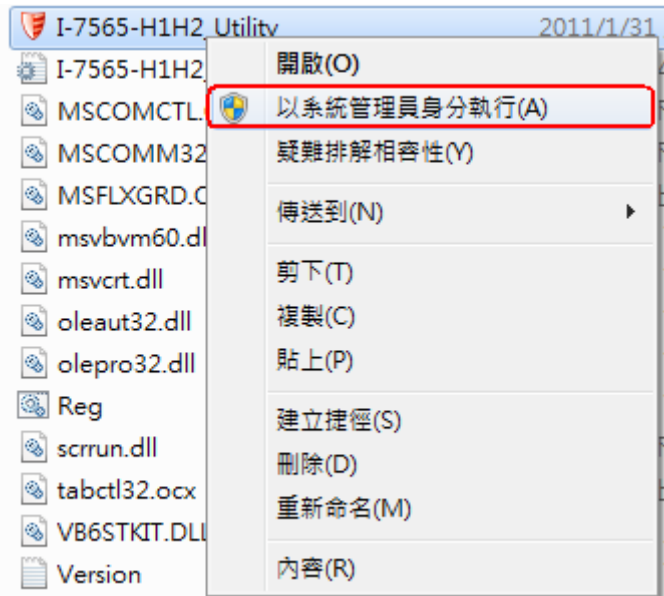 I-7565-H1H2_Utility 2011/1/31
I-7565-H1H2_
MSCOMCTL.
MSCOMM32
MSFLXGRD.O
msvbvm60.dl
msvcrt.dll
oleaut32.dll
olepro32.dll
Reg
scrrun.dll
tabctl32.ocx
VB6STKIT.DLL
Version
開啟(O)
以系統管理員身分執行(A)
疑難排解相容性(Y)
傳送到(N)
剪下(T)
複製(C)
貼上(P)
建立捷徑(S)
刪除(D)
重新命名(M)
內容(R)